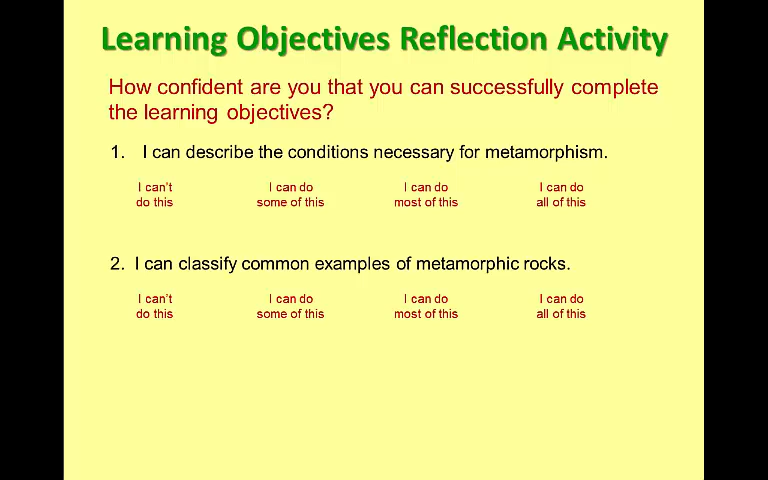 Learning Objectives Reflection Activity
How confident are you that you can successfully complete
the learning objectives?
1. I can describe the conditions necessary for metamorphism.
I can't I can do I can do I can do
do this some of this most of this all of this
2. I can classify common examples of metamorphic rocks.
I can't I can do I can do I can do
do this some of this most of this all of this